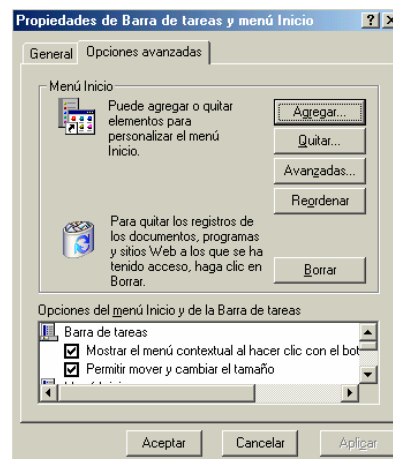 Propiedades de Barra de tareas y menú Inicio
General
Opciones avanzadas
Menú Inicio
Puede agregar o quitar
elementos para
personalizar el menú
Inicio.
Agregar...
Quitar...
Avanzadas...
Reordenar
Para quitar los registros de
los documentos, programas
y sitios Web a los que se ha
tenido acceso, haga clic en
Borrar.
Borrar
Opciones del menú Inicio y de la Barra de tareas
Barra de tareas
Mostrar el menú contextual al hacer clic con el bot
Permitir mover y cambiar el tamaño
Aceptar
Cancelar
Aplicar